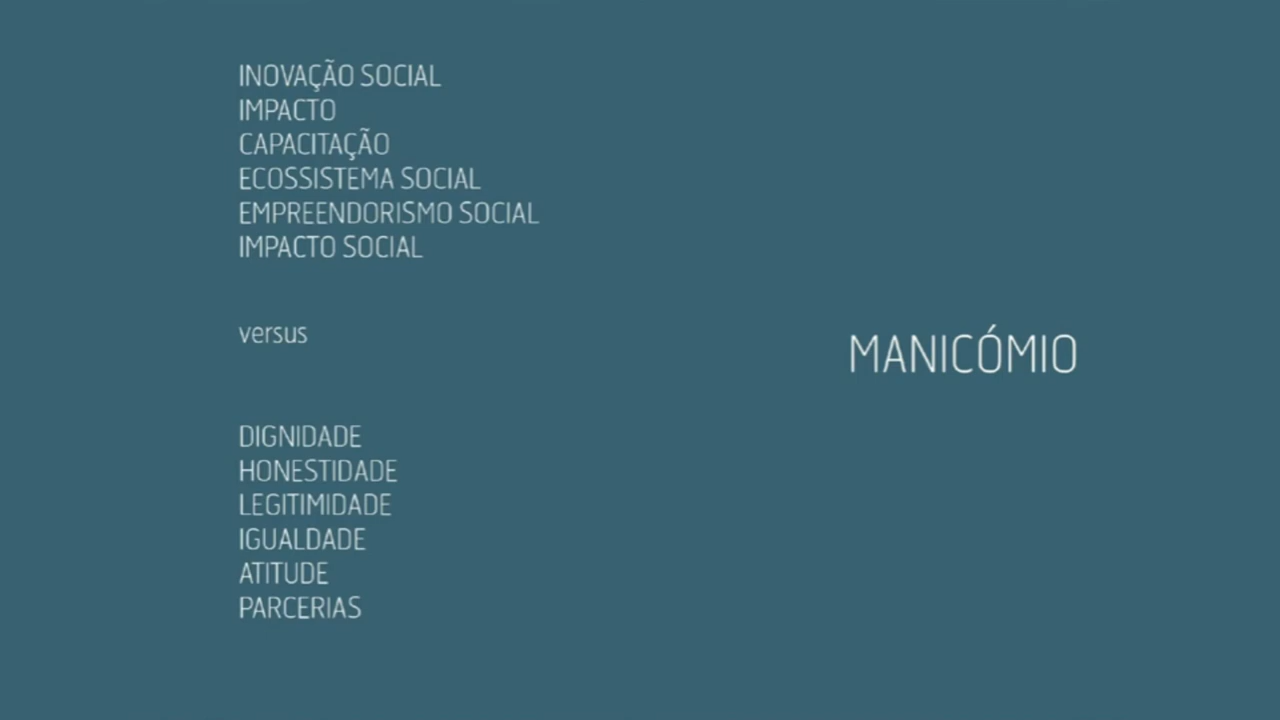 INOVAÇÃO SOCIAL
IMPACTO
CAPACITAÇÃO
ECOSSISTEMA SOCIAL
EMPREENDORISMO SOCIAL
IMPACTO SOCIAL
versus
DIGNIDADE
HONESTIDADE
LEGITIMIDADE
IGUALDADE
ATITUDE
PARCERIAS
MANICÓMIO